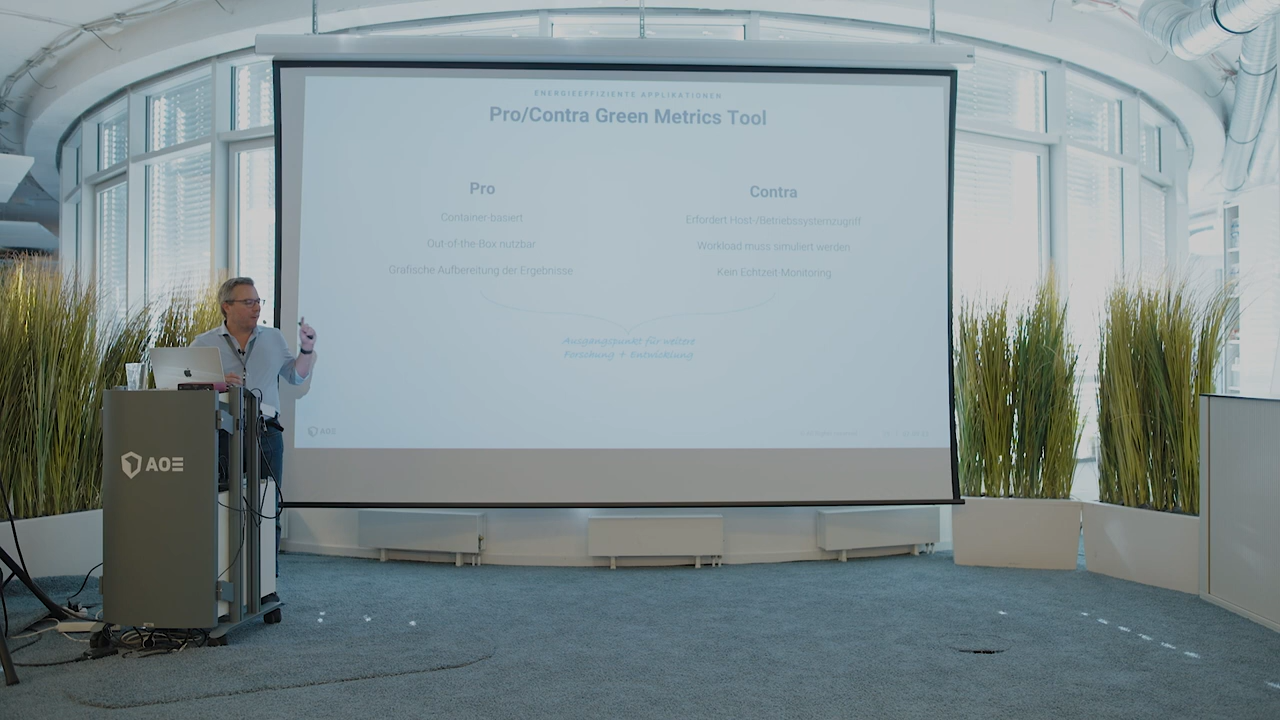 ENERGIEEFFIZIENTE APPLIKATIONEN
Pro/Contra Green Metrics Tool
Pro
Container-basiert
Out-of-the-Box nutzbar
Grafische Aufbereitung der Ergebnisse
Contra
Erfordert Host-/Betriebssystemzugriff
Workload muss simuliert werden
Kein Echtzeit-Monitoring
Ausgangspunkt für weitere
Forschung + Entwicklung
AOE
AOE